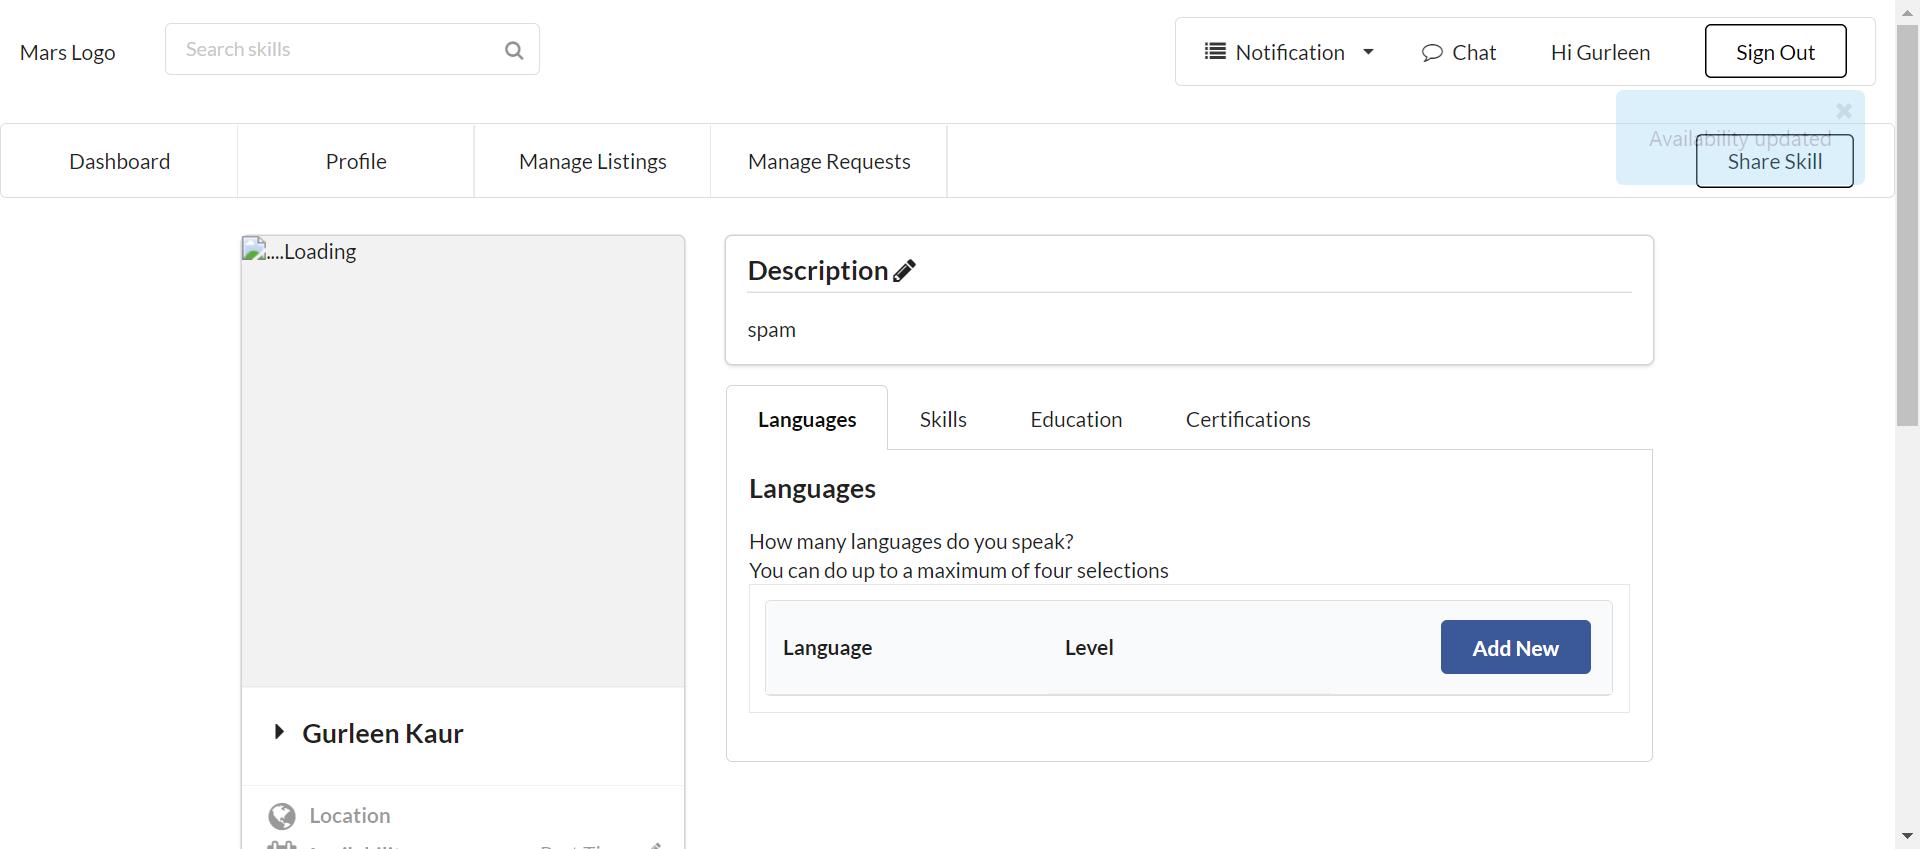 Mars Logo
Search skills
Notification
Chat
Hi Gurleen
Sign Out
Availability updated
Dashboard
Profile
Manage Listings
Manage Requests
Share Skill
....Loading
Description
spam
Languages
Skills
Education
Certifications
Languages
How many languages do you speak?
You can do up to a maximum of four selections
Language
Level
Add New
Gurleen Kaur
Location